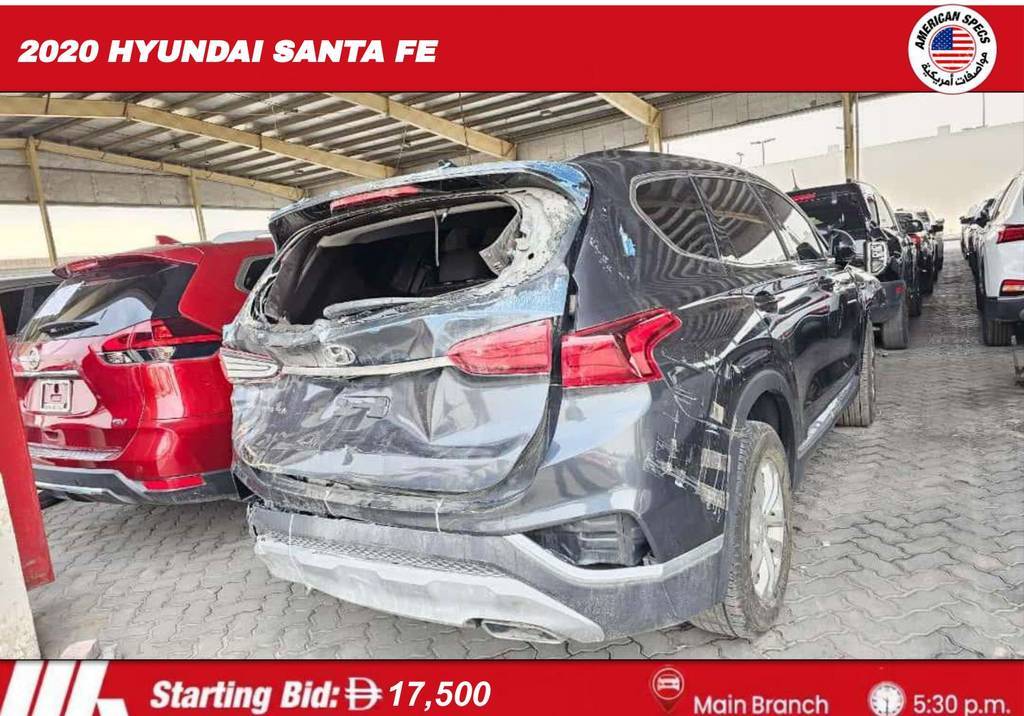 2020 HYUNDAI SANTA FE
AMERICAN SPECS
مواصفات أمريكية
Starting Bid: 17,500
Main Branch
5:30 p.m.